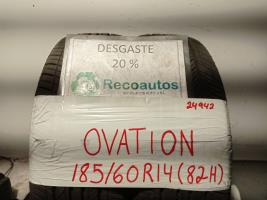 DESGASTE
20 %
Recoautos
24942
OVATION
185/60R14(82H)